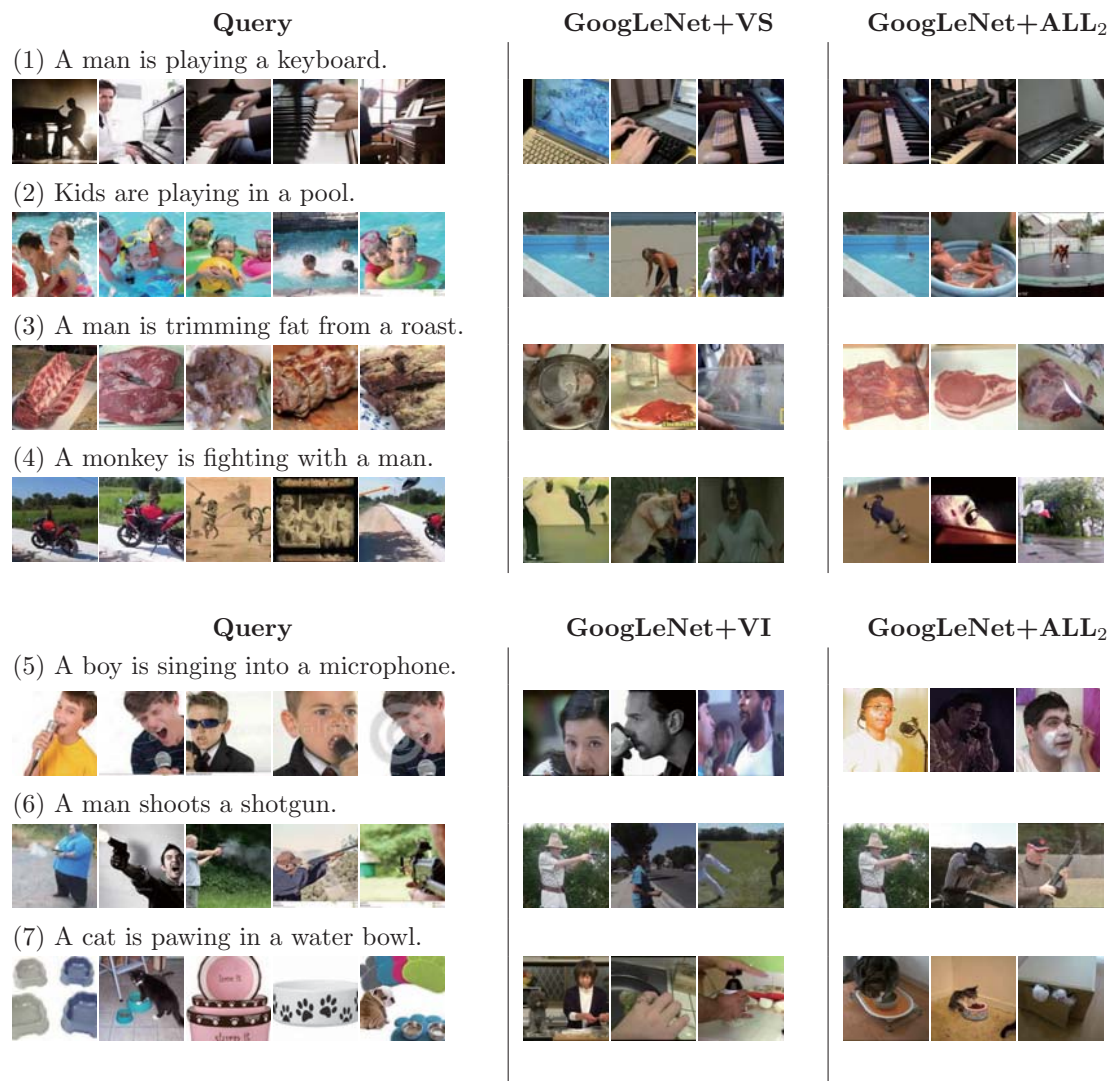 Query GoogLeNet+VS GoogLeNet+ALL₂
(1) A man is playing a keyboard.
(2) Kids are playing in a pool.
(3) A man is trimming fat from a roast.
(4) A monkey is fighting with a man.
Query GoogLeNet+VI GoogLeNet+ALL₂
(5) A boy is singing into a microphone.
(6) A man shoots a shotgun.
(7) A cat is pawing in a water bowl.
love it